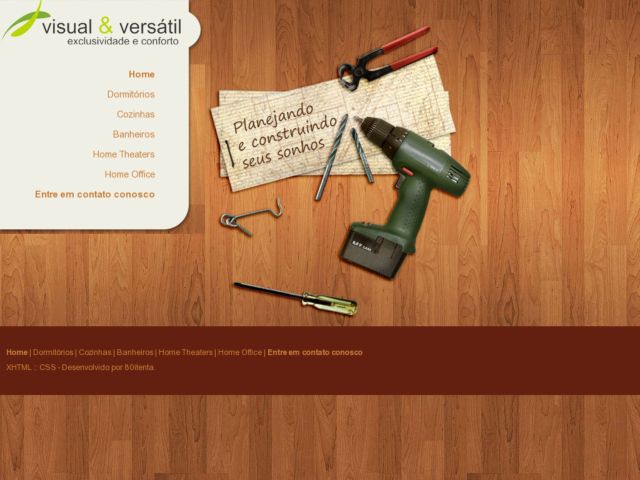 visual & versátil
exclusividade e conforto
Home
Dormitórios
Cozinhas
Banheiros
Home Theaters
Home Office
Entre em contato conosco
Planejando
e construindo
seus sonhos
Home | Dormitórios | Cozinhas | Banheiros | Home Theaters | Home Office | Entre em contato conosco
XHTML :: CSS - Desenvolvido por 80itenta.